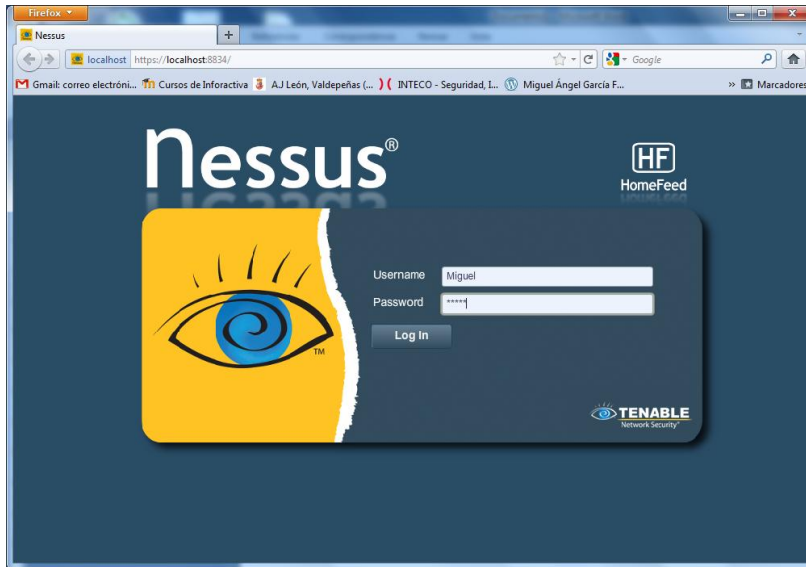 Firefox
Nessus
localhost https://localhost:8834/
Google
Gmail: correo electróni... Cursos de Inforactiva A.J León, Valdepeñas (... INTECO - Seguridad, I... Miguel Ángel García F... » Marcadores
Nessus®
HF
HomeFeed
Username Miguel
Password *****
Log In
TM
TENABLE
Network Security®